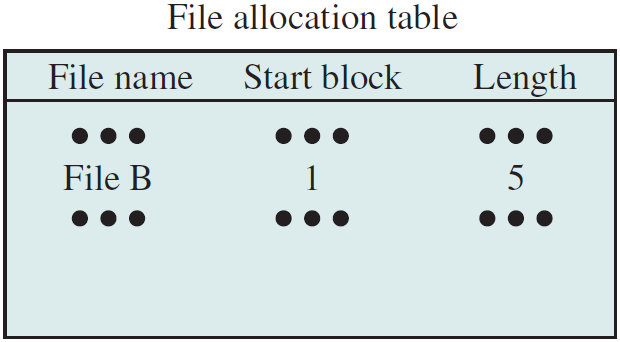 File allocation table
File name Start block Length
••• ••• •••
File B 1 5
••• ••• •••